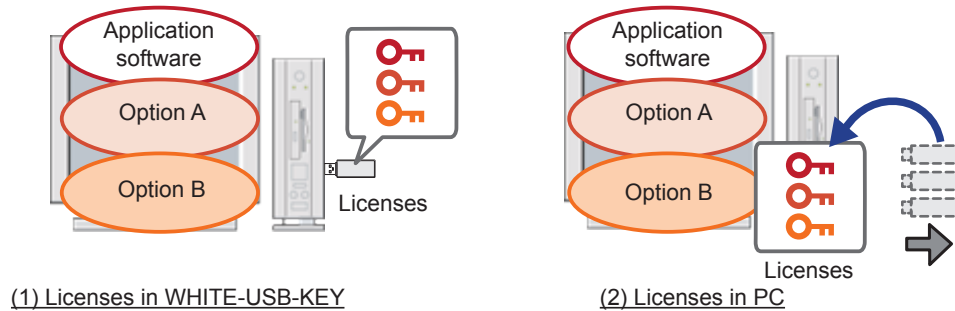 Application
software
Option A
Option B
Licenses
(1) Licenses in WHITE-USB-KEY
Application
software
Option A
Option B
Licenses
(2) Licenses in PC